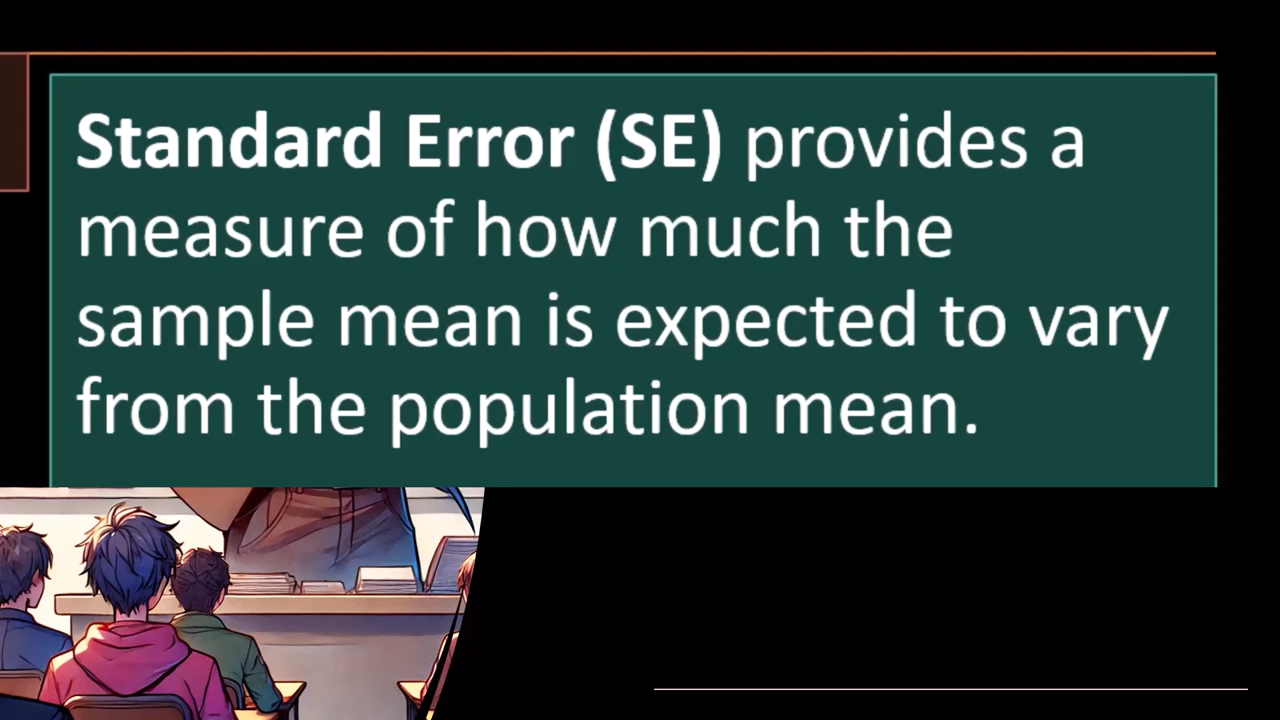 Standard Error (SE) provides a
measure of how much the
sample mean is expected to vary
from the population mean.